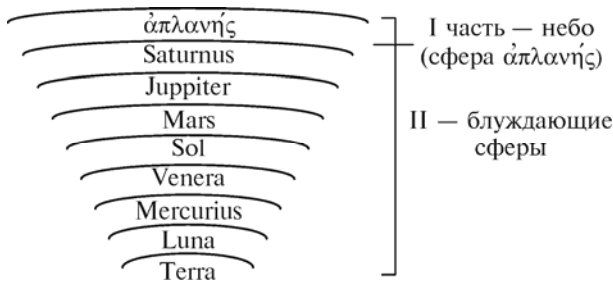 ἀπλανής
Saturnus
Juppiter
Mars
Sol
Venera
Mercurius
Luna
Terra
I часть — небо
(сфера ἀπλανής)
II — блуждающие
сферы